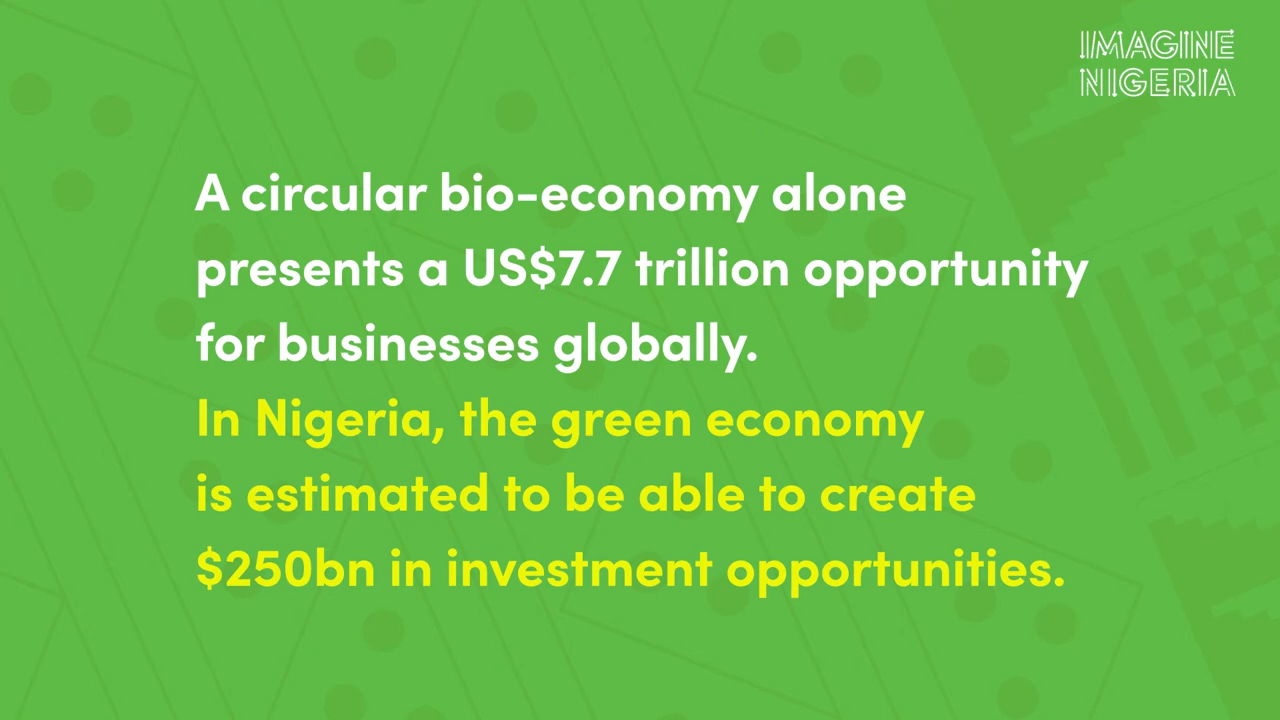 IMAGINE
NIGERIA
A circular bio-economy alone
presents a US$7.7 trillion opportunity
for businesses globally.
In Nigeria, the green economy
is estimated to be able to create
$250bn in investment opportunities.